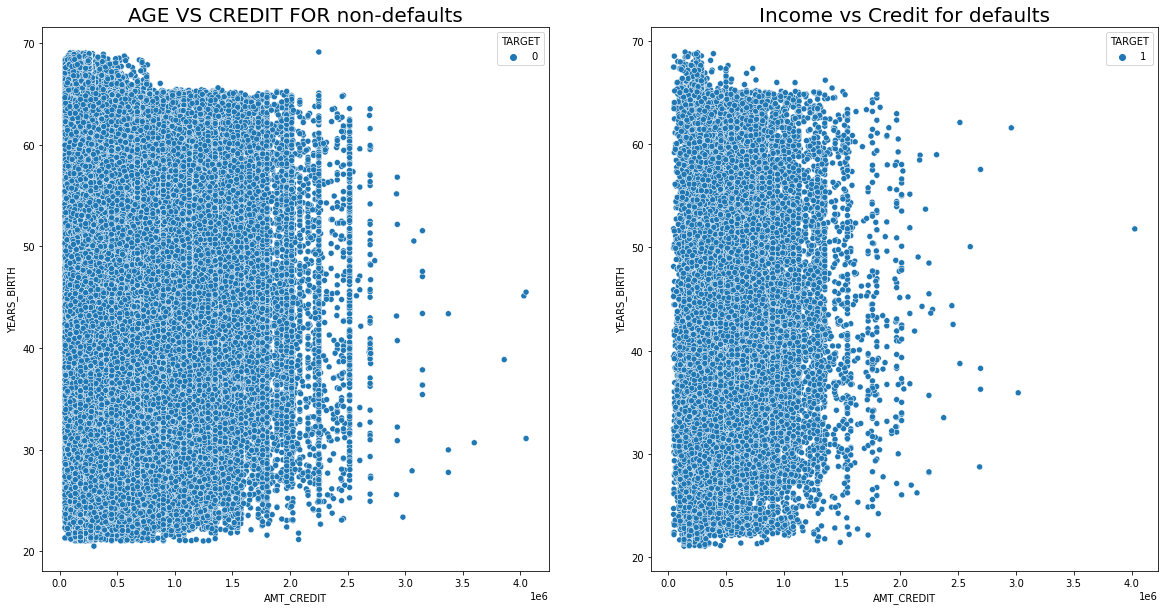 AGE VS CREDIT FOR non-defaults
TARGET
0
YEARS_BIRTH
70
60
50
40
30
20
0.0 0.5 1.0 1.5 2.0 2.5 3.0 3.5 4.0
1e6
AMT_CREDIT
Income vs Credit for defaults
TARGET
1
YEARS_BIRTH
70
60
50
40
30
20
0.0 0.5 1.0 1.5 2.0 2.5 3.0 3.5 4.0
1e6
AMT_CREDIT